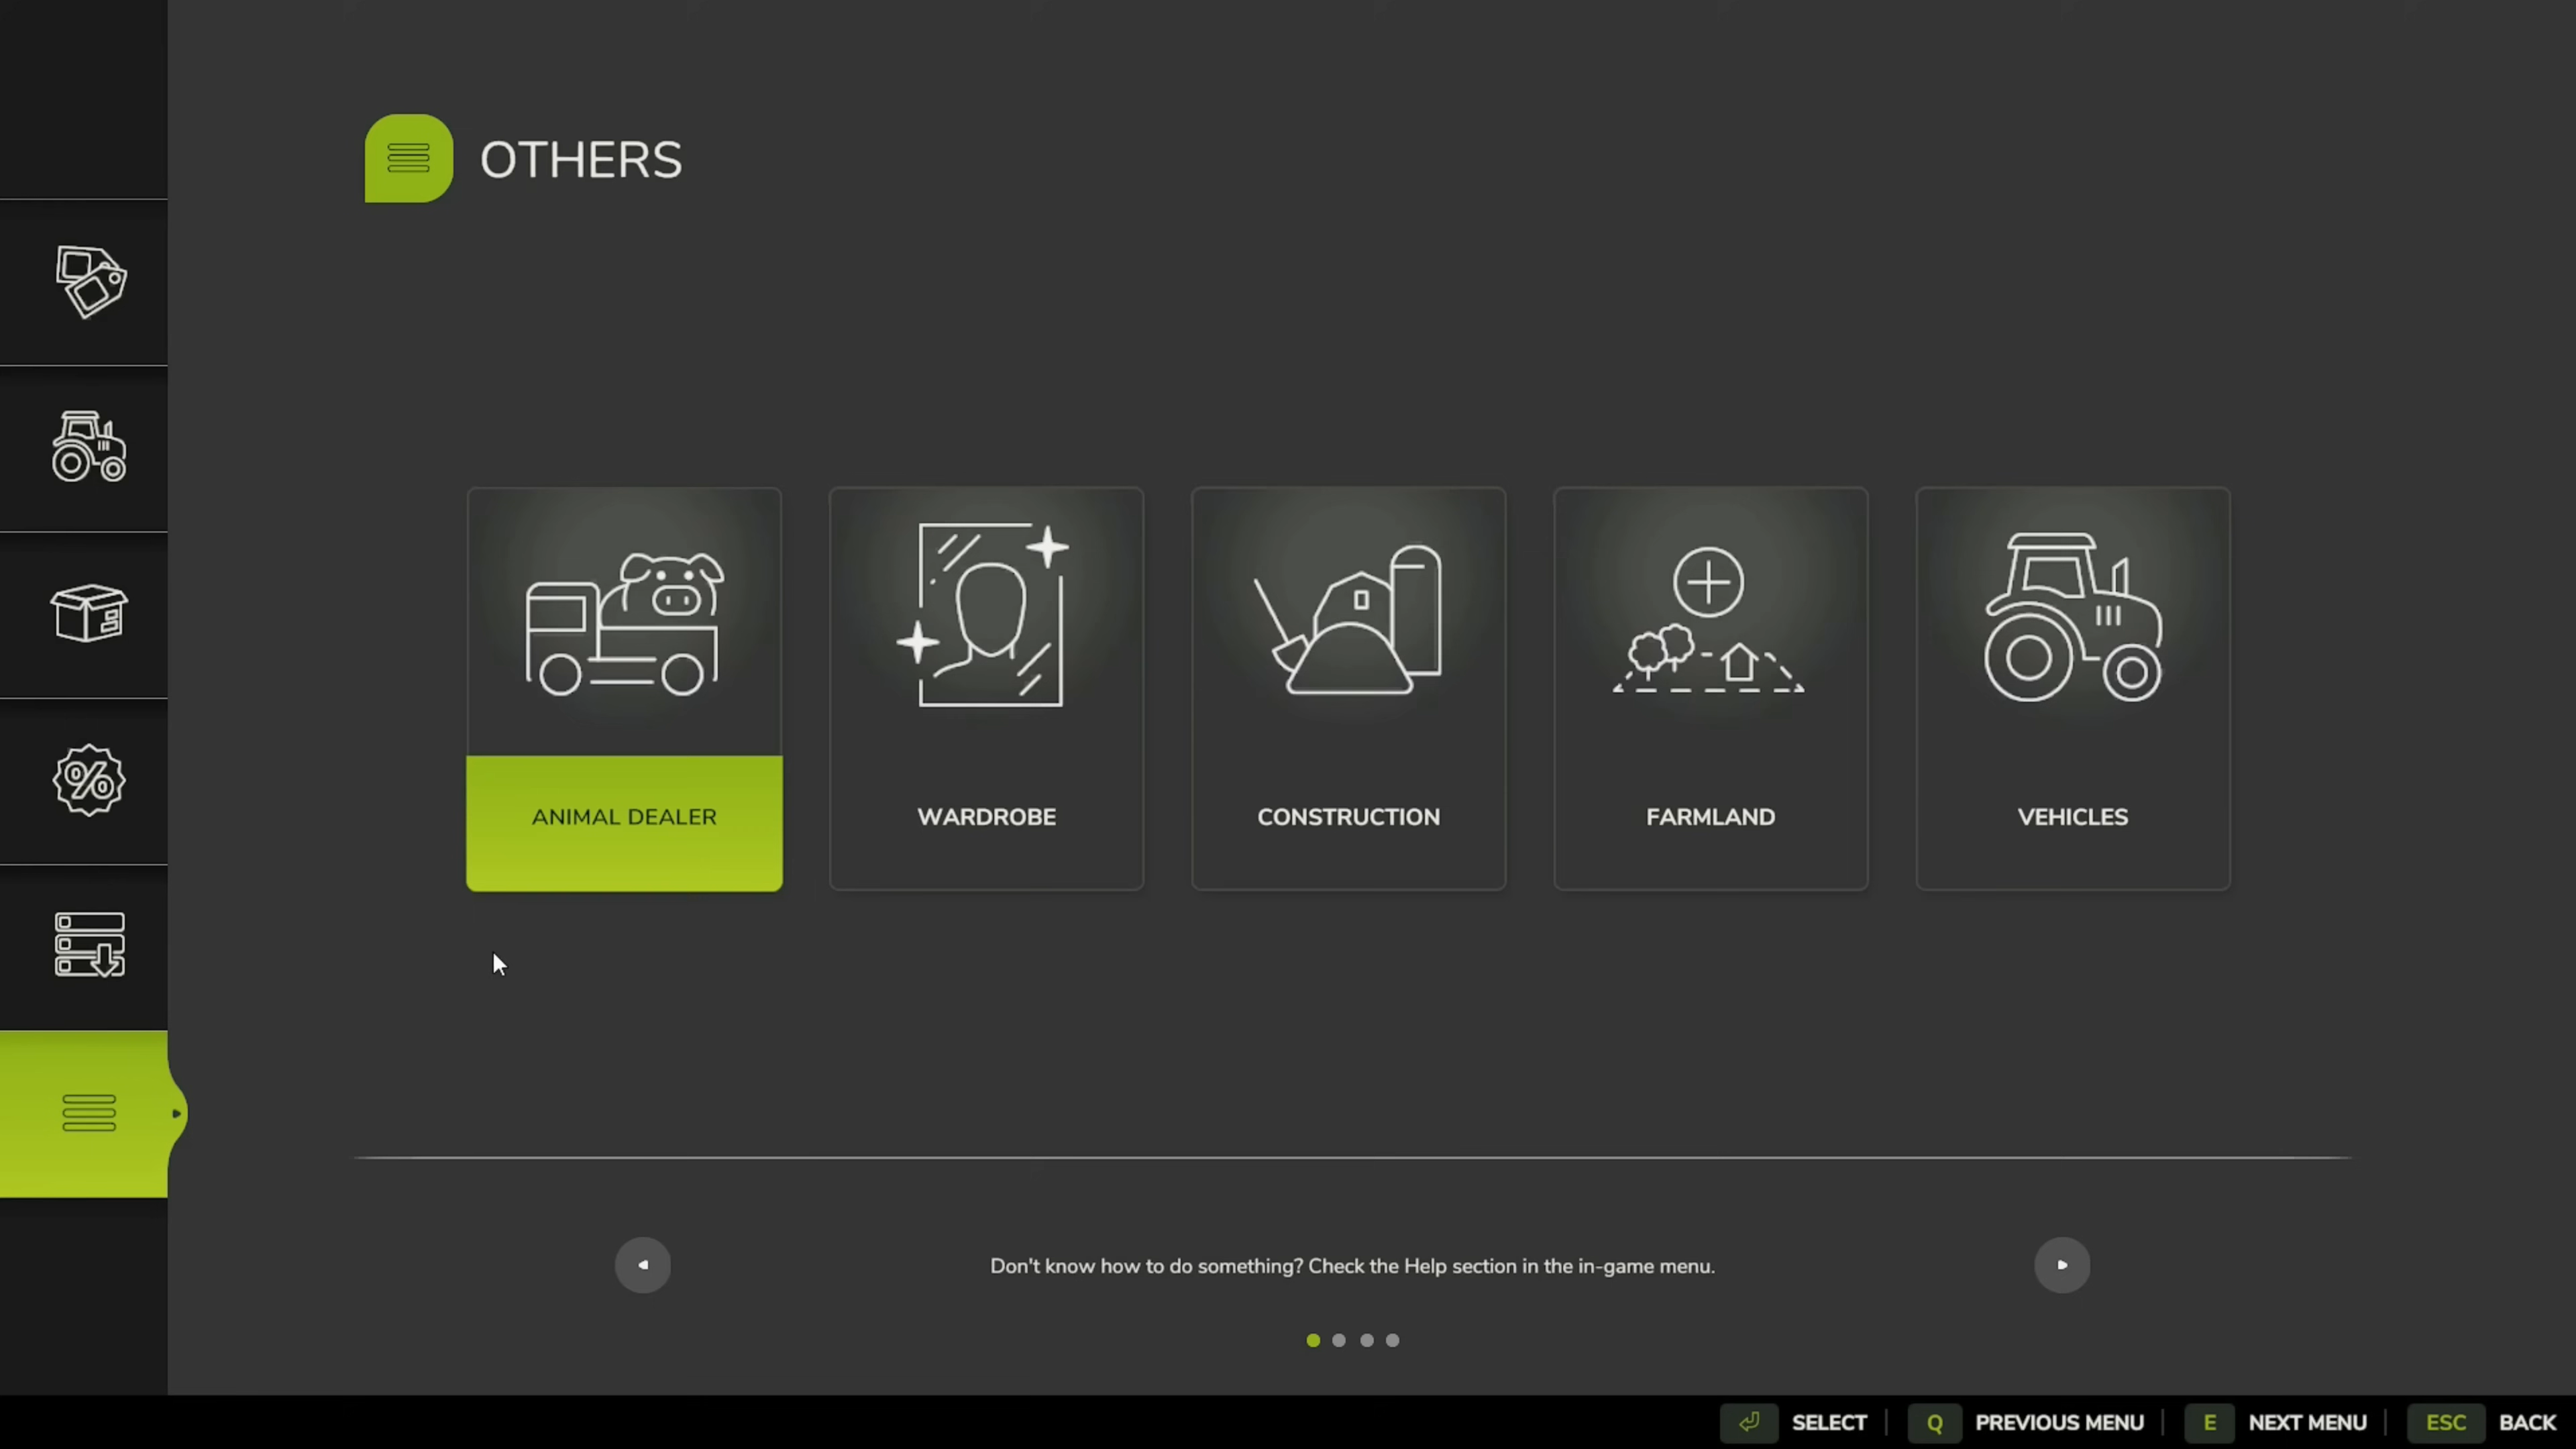 OTHERS
ANIMAL DEALER
WARDROBE
CONSTRUCTION
FARMLAND
VEHICLES
Don't know how to do something? Check the Help section in the in-game menu.
SELECT
Q PREVIOUS MENU
E NEXT MENU
ESC BACK